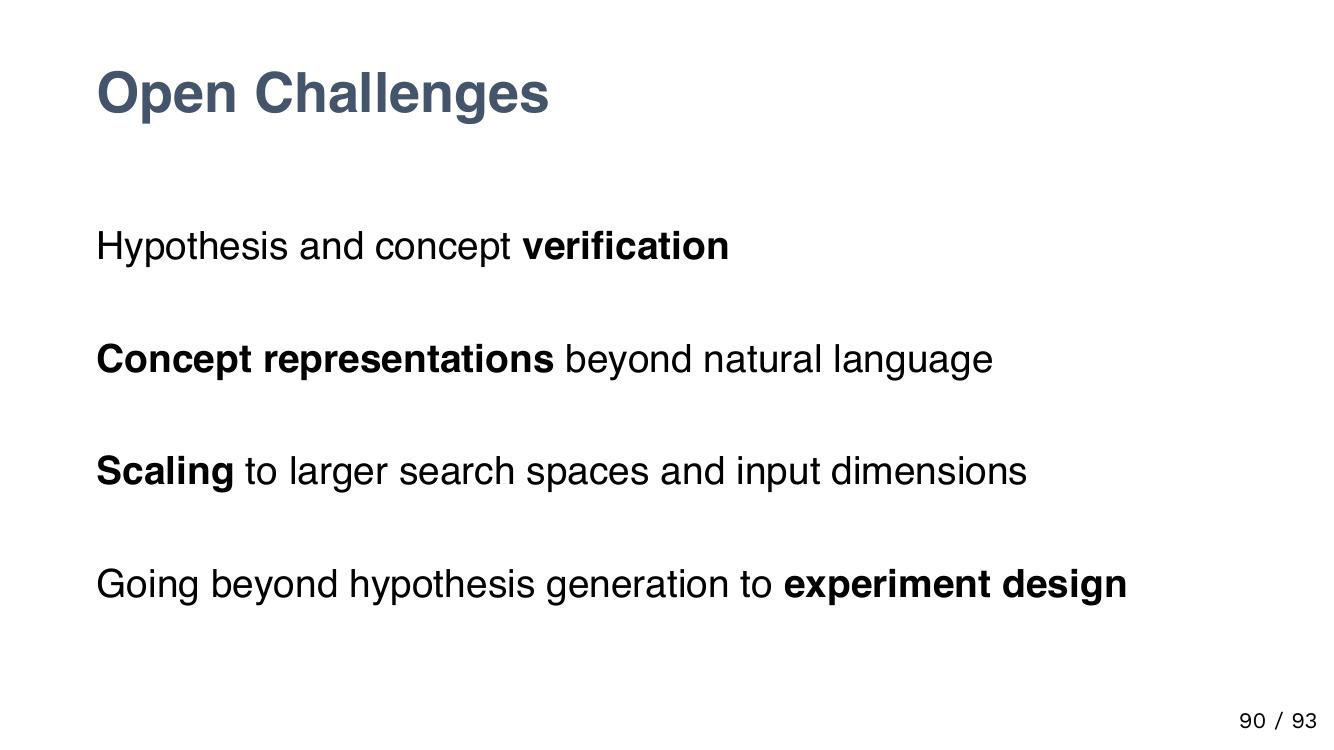 Open Challenges
Hypothesis and concept verification
Concept representations beyond natural language
Scaling to larger search spaces and input dimensions
Going beyond hypothesis generation to experiment design
90 / 93